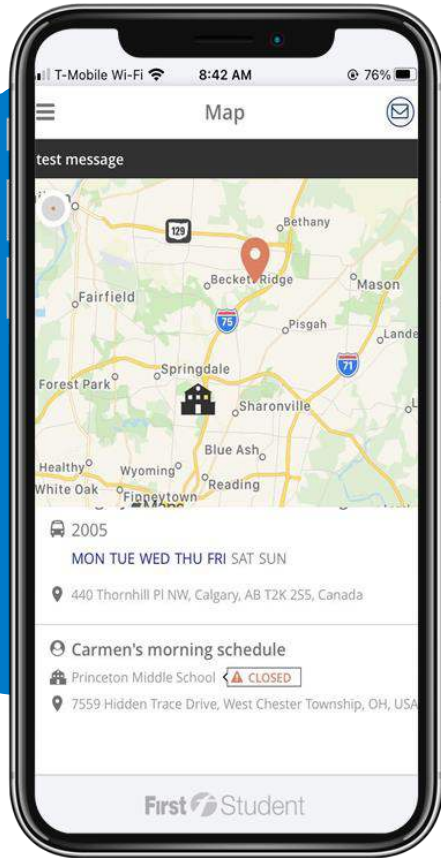 T-Mobile Wi-Fi 8:42 AM 76%
Map
test message
129
Bethany
Beckett Ridge
Mason
Fairfield
75
Pisgah
Lande
71
Springdale
Forest Park
Sharonville
Blue Ash
Healthy
Wyoming
Reading
White Oak
Finneytown
Maps
2005
MON TUE WED THU FRI SAT SUN
440 Thornhill Pl NW, Calgary, AB T2K 2S5, Canada
Carmen's morning schedule
Princeton Middle School CLOSED
7559 Hidden Trace Drive, West Chester Township, OH, USA
First Student